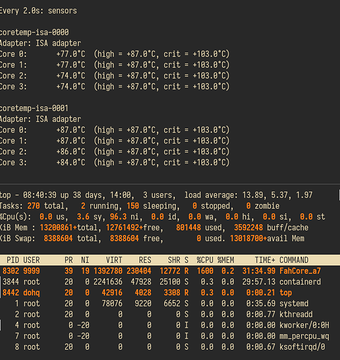 Every 2.0s: sensors
coretemp-isa-0000
Adapter: ISA adapter
Core 0: +77.0°C (high = +87.0°C, crit = +103.0°C)
Core 1: +77.0°C (high = +87.0°C, crit = +103.0°C)
Core 2: +74.0°C (high = +87.0°C, crit = +103.0°C)
Core 3: +74.0°C (high = +87.0°C, crit = +103.0°C)
coretemp-isa-0001
Adapter: ISA adapter
Core 0: +87.0°C (high = +87.0°C, crit = +103.0°C)
Core 1: +87.0°C (high = +87.0°C, crit = +103.0°C)
Core 2: +86.0°C (high = +87.0°C, crit = +103.0°C)
Core 3: +84.0°C (high = +87.0°C, crit = +103.0°C)
top - 08:40:39 up 38 days, 14:00, 3 users, load average: 13.89, 5.37, 1.97
Tasks: 270 total, 2 running, 150 sleeping, 0 stopped, 0 zombie
%Cpu(s): 0.0 us, 3.6 sy, 96.3 ni, 0.0 id, 0.0 wa, 0.0 hi, 0.0 si, 0.0 st
KiB Mem : 13200861+total, 12761492+free, 801448 used, 3592248 buff/cache
KiB Swap: 8388604 total, 8388604 free, 0 used. 13018700+avail Mem
PID USER PR NI VIRT RES SHR S %CPU %MEM TIME+ COMMAND
8302 9999 39 19 1392780 230404 12772 R 1600 0.2 31:34.99 FahCore_a7
3844 root 20 0 2241636 47928 25100 S 0.3 0.0 29:57.13 containerd
8442 dohq 20 0 42916 4028 3308 R 0.3 0.0 0:00.21 top
1 root 20 0 78076 9220 6652 S 0.0 0.0 0:35.69 systemd
2 root 20 0 0 0 0 S 0.0 0.0 0:00.77 kthreadd
4 root 0 -20 0 0 0 I 0.0 0.0 0:00.00 kworker/0:0H
7 root 0 -20 0 0 0 I 0.0 0.0 0:00.00 mm_percpu_wq
8 root 20 0 0 0 0 S 0.0 0.0 0:00.67 ksoftirqd/0